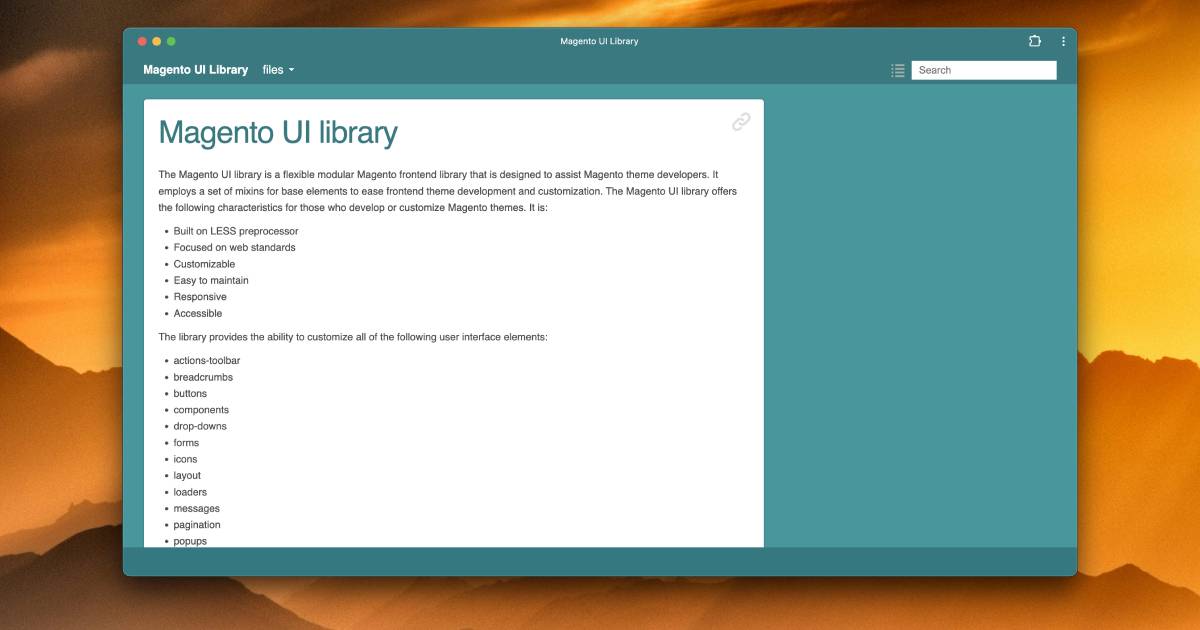 Magento UI Library
Magento UI Library files
Search
Magento UI library
The Magento UI library is a flexible modular Magento frontend library that is designed to assist Magento theme developers. It
employs a set of mixins for base elements to ease frontend theme development and customization. The Magento UI library offers
the following characteristics for those who develop or customize Magento themes. It is:
• Built on LESS preprocessor
• Focused on web standards
• Customizable
• Easy to maintain
• Responsive
• Accessible
The library provides the ability to customize all of the following user interface elements:
• actions-toolbar
• breadcrumbs
• buttons
• components
• drop-downs
• forms
• icons
• layout
• loaders
• messages
• pagination
• popups